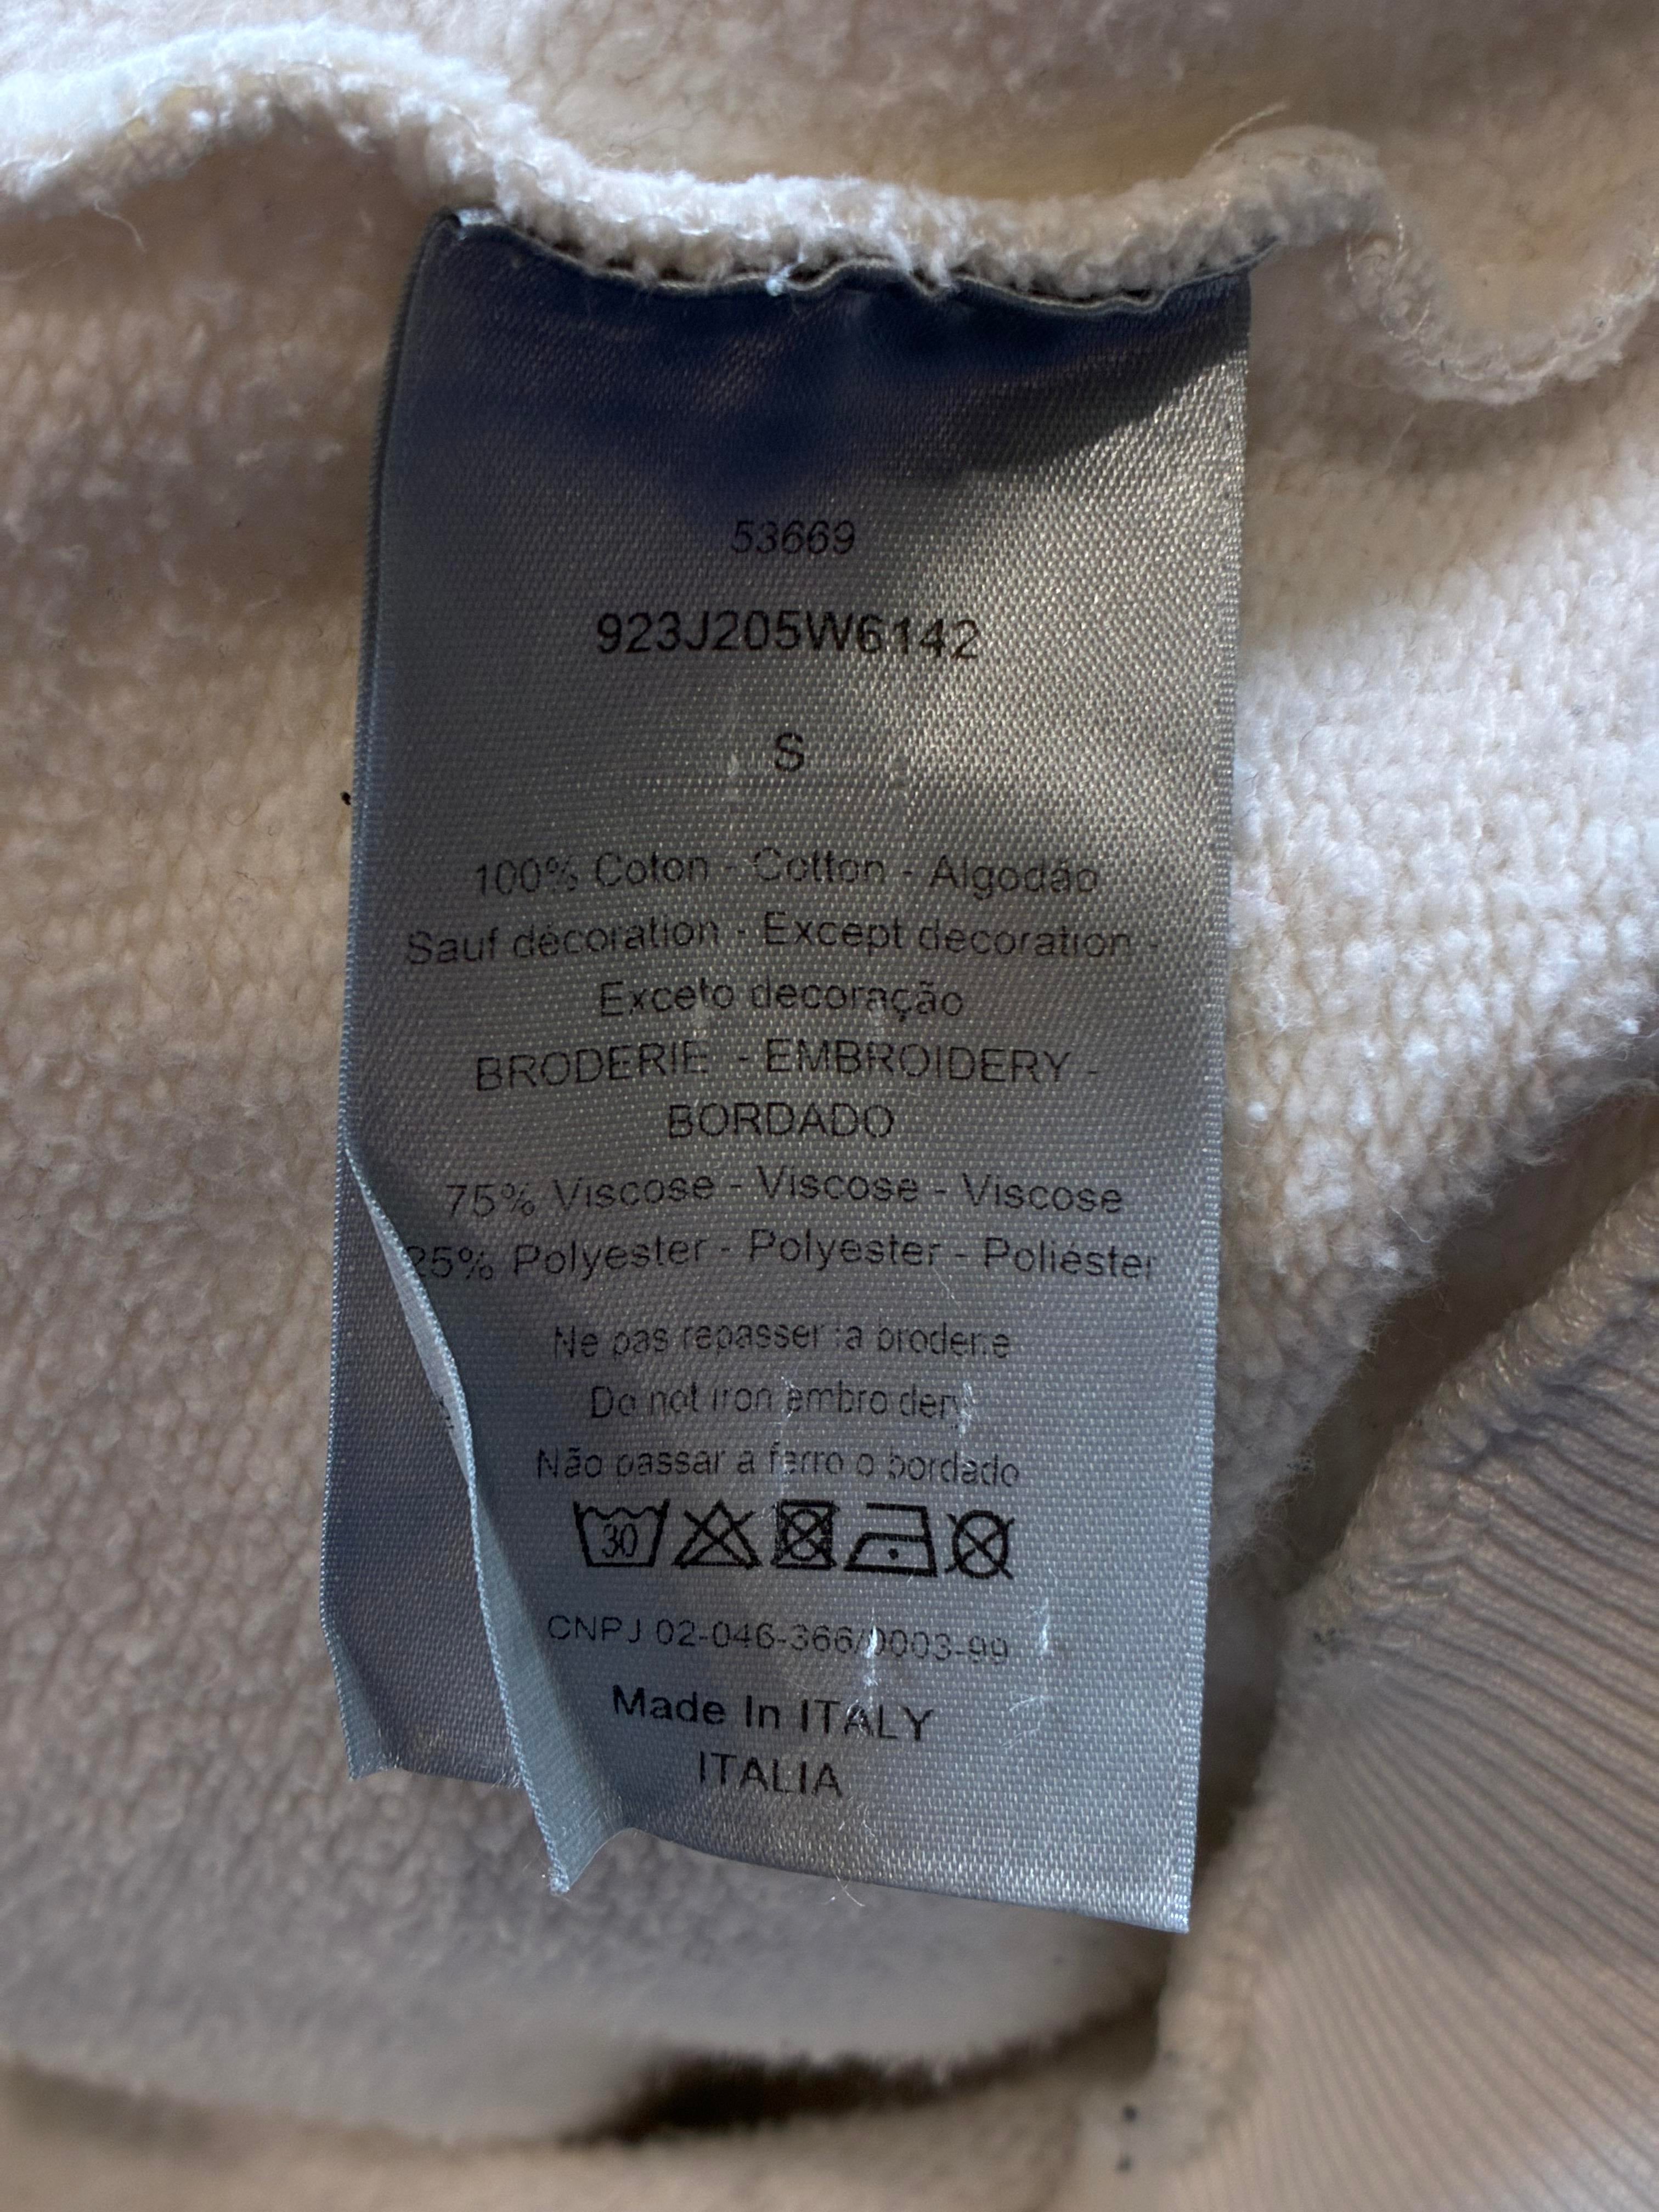 53669
923J205W6142
S
100% Coton - Cotton - Algodão
Sauf décoration - Except decoration -
Exceto decoração
BRODERIE - EMBROIDERY -
BORDADO
75% Viscose - Viscose - Viscose
25% Polyester - Polyester - Poliéster
Ne pas repasser la broderie
Do not iron embroidery
Não passar a ferro o bordado
30
CNPJ 02-046-366/0003-99
Made In ITALY
ITALIA